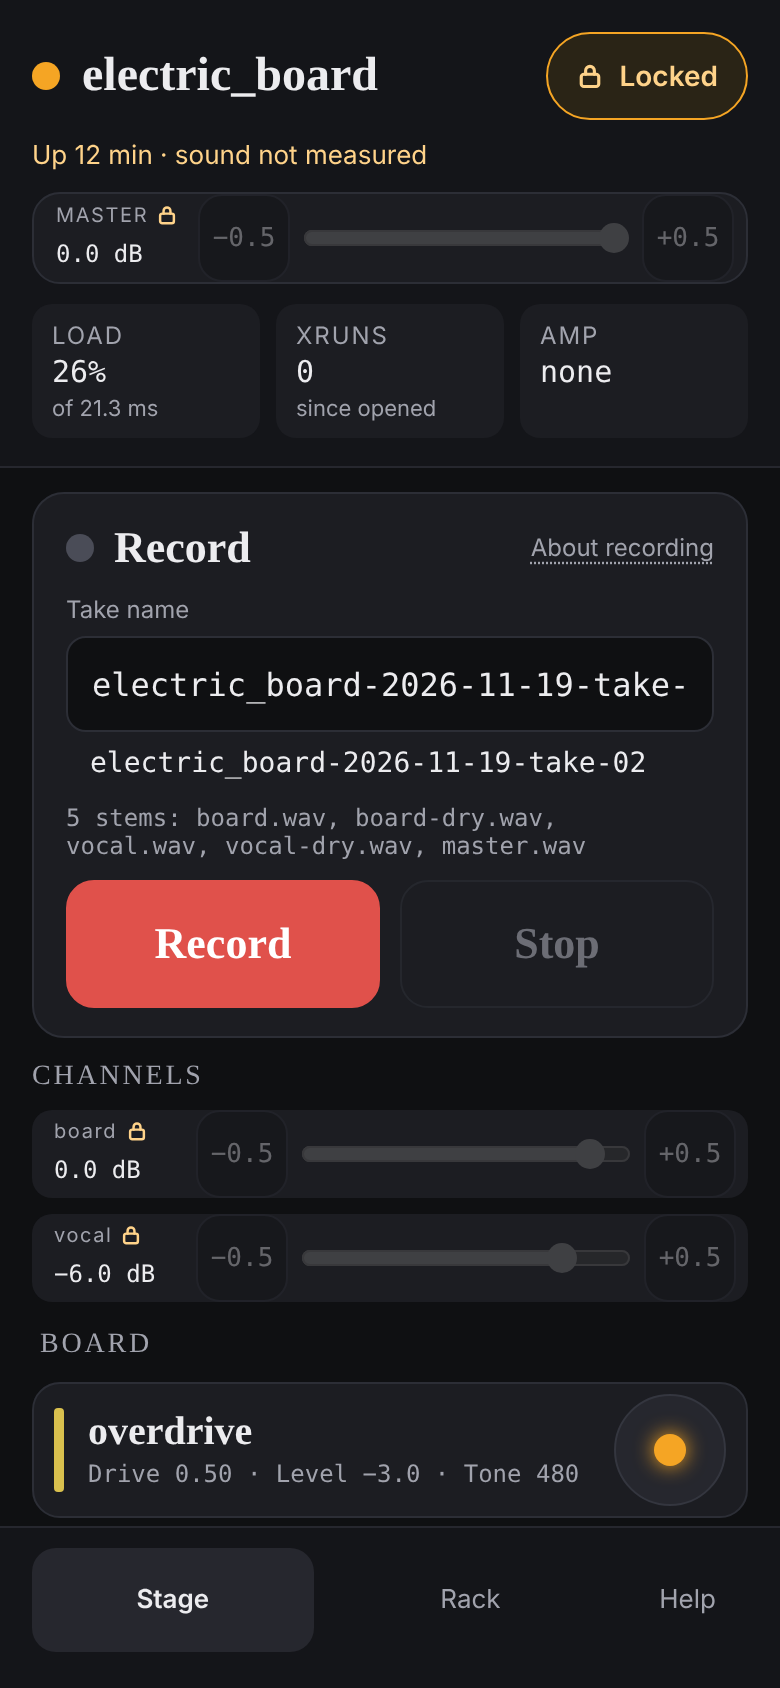 electric_board
Locked
Up 12 min · sound not measured
MASTER
0.0 dB
−0.5
+0.5
LOAD
26%
of 21.3 ms
XRUNS
0
since opened
AMP
none
Record
About recording
Take name
electric_board-2026-11-19-take-
electric_board-2026-11-19-take-02
5 stems: board.wav, board-dry.wav,
vocal.wav, vocal-dry.wav, master.wav
Record
Stop
CHANNELS
board
0.0 dB
−0.5
+0.5
vocal
−6.0 dB
−0.5
+0.5
BOARD
overdrive
Drive 0.50 · Level −3.0 · Tone 480
Stage
Rack
Help